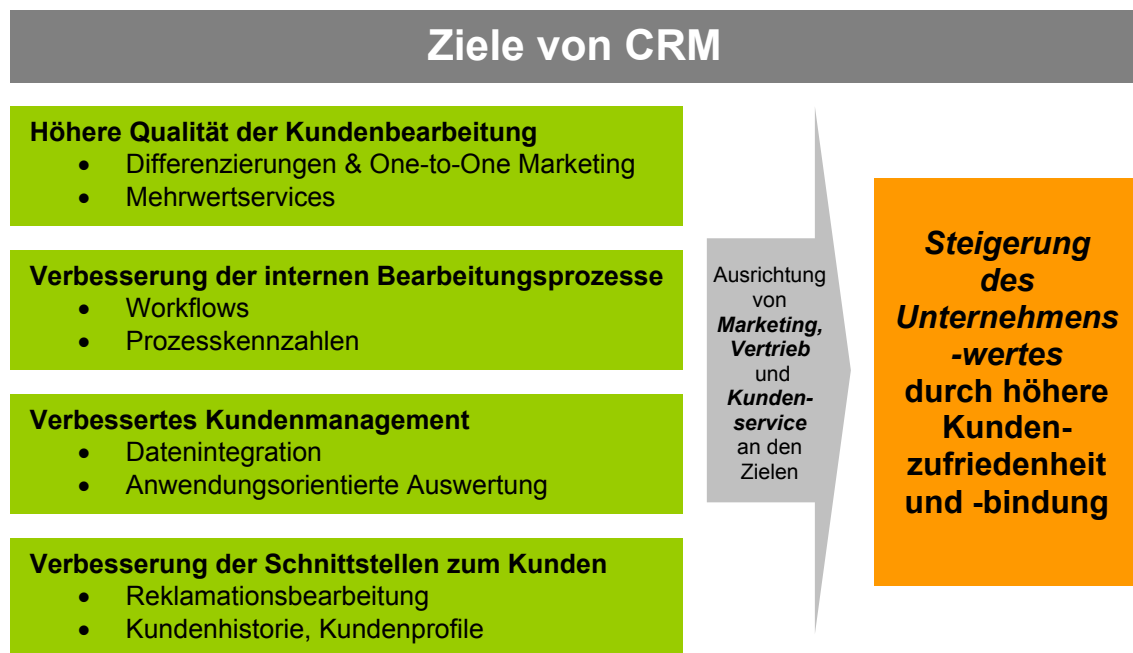 Ziele von CRM
Höhere Qualität der Kundenbearbeitung
• Differenzierungen & One-to-One Marketing
• Mehrwertservices
Verbesserung der internen Bearbeitungsprozesse
• Workflows
• Prozesskennzahlen
Verbessertes Kundenmanagement
• Datenintegration
• Anwendungsorientierte Auswertung
Verbesserung der Schnittstellen zum Kunden
• Reklamationsbearbeitung
• Kundenhistorie, Kundenprofile
Ausrichtung
von
Marketing,
Vertrieb
und
Kunden-
service
an den
Zielen
Steigerung
des
Unternehmens
-wertes
durch höhere
Kunden-
zufriedenheit
und -bindung